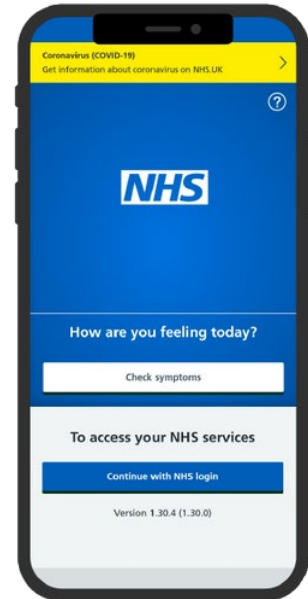 Coronavirus (COVID-19)
Get information about coronavirus on NHS.UK
?
NHS
How are you feeling today?
Check symptoms
To access your NHS services
Continue with NHS login
Version 1.30.4 (1.30.0)